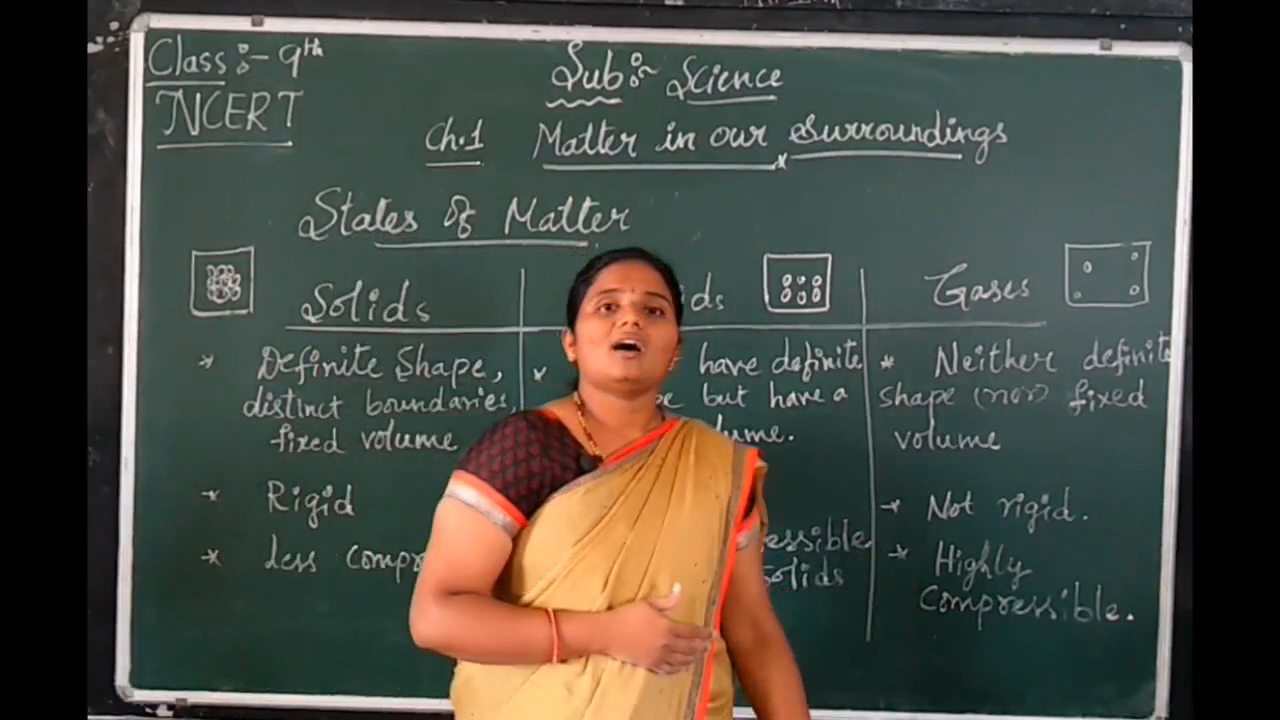 Class:- 9th
NCERT
Sub:- Science
Ch.1 Matter in our Surroundings
States of Matter
Solids
* Definite Shape,
distinct boundaries,
fixed volume
* Rigid
* less compr
ds
* have definite
but have a
* Neither definite
shape (nor) fixed
volume
* Not rigid.
* Highly
compressible.
essible
Solids
Gases